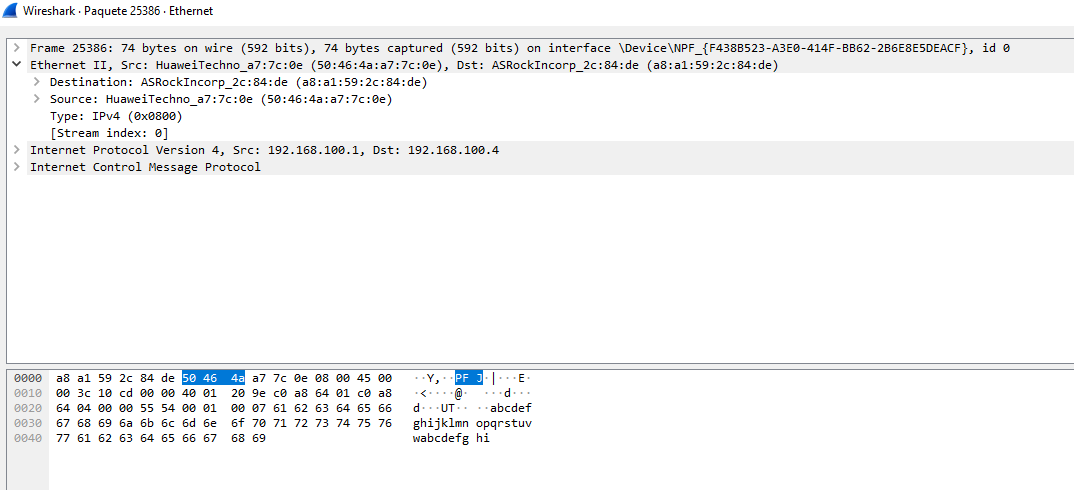 Wireshark · Paquete 25386 · Ethernet
Frame 25386: 74 bytes on wire (592 bits), 74 bytes captured (592 bits) on interface \Device\NPF_{F438B523-A3E0-414F-BB62-2B6E8E5DEACF}, id 0
Ethernet II, Src: HuaweiTechno_a7:7c:0e (50:46:4a:a7:7c:0e), Dst: ASRockIncorp_2c:84:de (a8:a1:59:2c:84:de)
Destination: ASRockIncorp_2c:84:de (a8:a1:59:2c:84:de)
Source: HuaweiTechno_a7:7c:0e (50:46:4a:a7:7c:0e)
Type: IPv4 (0x0800)
[Stream index: 0]
Internet Protocol Version 4, Src: 192.168.100.1, Dst: 192.168.100.4
Internet Control Message Protocol
0000 a8 a1 59 2c 84 de 50 46 4a a7 7c 0e 08 00 45 00 ··Y,··PF J·|···E·
0010 00 3c 10 cd 00 00 40 01 20 9e c0 a8 64 01 c0 a8 ·<····@· ···d···
0020 64 04 00 00 55 54 00 01 00 07 61 62 63 64 65 66 d···UT·· ··abcdef
0030 67 68 69 6a 6b 6c 6d 6e 6f 70 71 72 73 74 75 76 ghijklmn opqrstuv
0040 77 61 62 63 64 65 66 67 68 69 wabcdefg hi